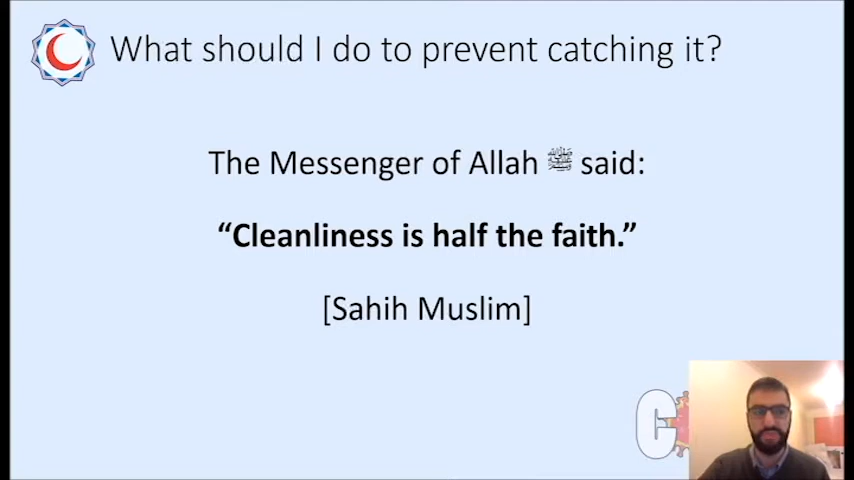 What should I do to prevent catching it?
The Messenger of Allah ﷺ said:
“Cleanliness is half the faith.”
[Sahih Muslim]
C